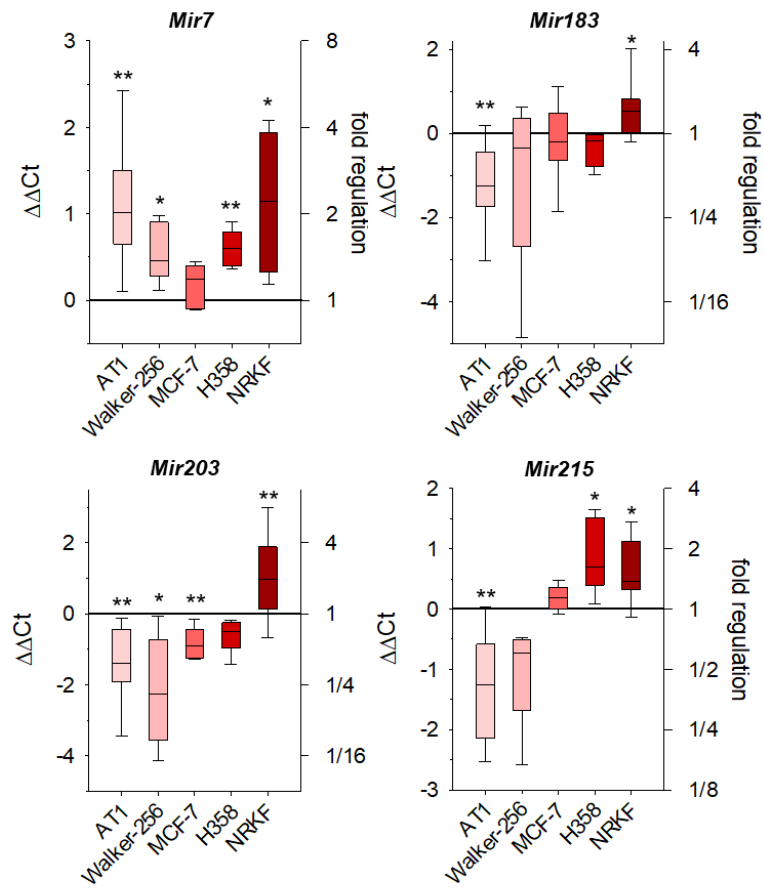 Mir7
3
2
1
0
ΔΔCt
**
*
**
*
8
4
2
1
fold regulation
AT1
Walker-256
MCF-7
H358
NRKF
Mir183
2
0
-2
-4
ΔΔCt
**
*
4
1
1/4
1/16
fold regulation
AT1
Walker-256
MCF-7
H358
NRKF
Mir203
2
0
-2
-4
ΔΔCt
**
*
**
**
4
1
1/4
1/16
fold regulation
AT1
Walker-256
MCF-7
H358
NRKF
Mir215
2
1
0
-1
-2
-3
ΔΔCt
**
*
*
4
2
1
1/2
1/4
1/8
fold regulation
AT1
Walker-256
MCF-7
H358
NRKF